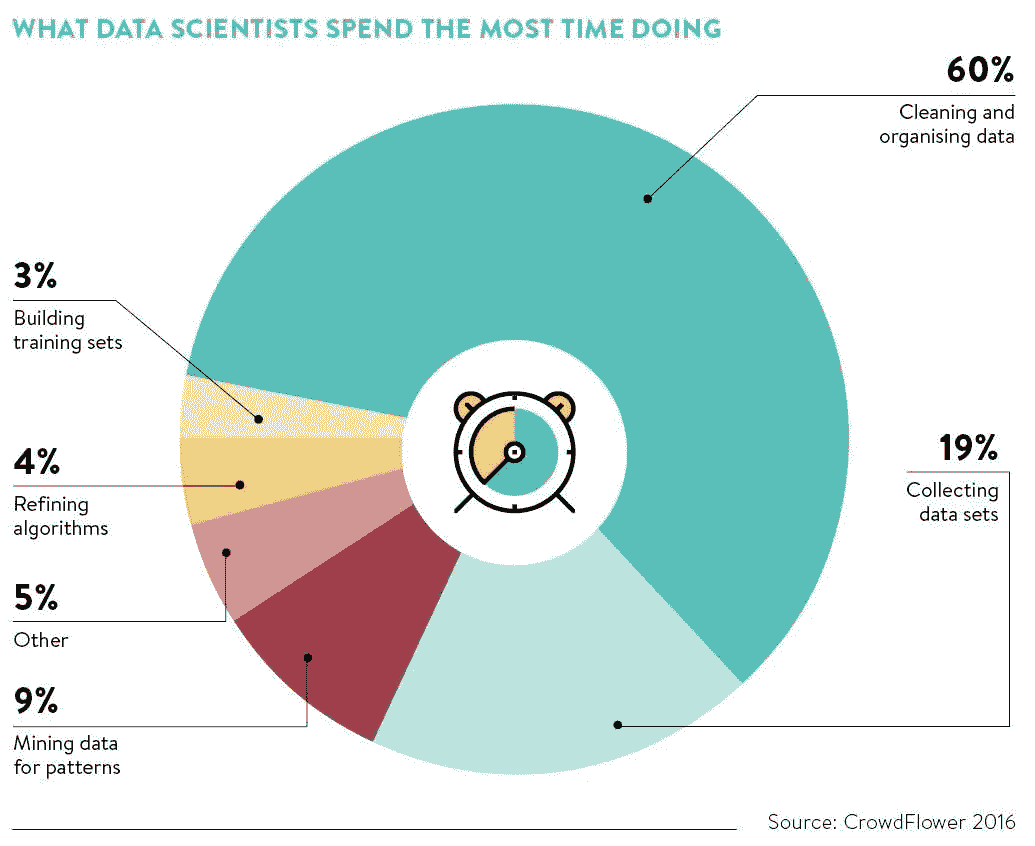 WHAT DATA SCIENTISTS SPEND THE MOST TIME DOING
60%
Cleaning and
organising data
3%
Building
training sets
4%
Refining
algorithms
19%
Collecting
data sets
5%
Other
9%
Mining data
for patterns
Source: CrowdFlower 2016